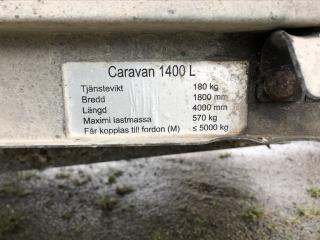 Caravan 1400 L
Tjänstevikt 180 kg
Bredd 1800 mm
Längd 4000 mm
Maximi lastmassa 570 kg
Får kopplas till fordon (M) ≤ 5000 kg